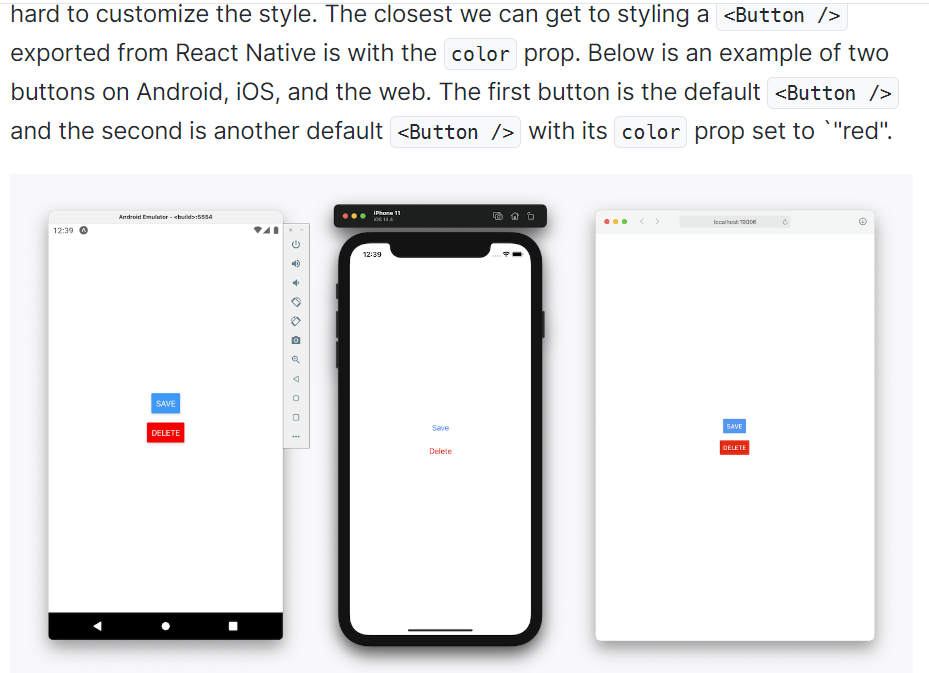 hard to customize the style. The closest we can get to styling a <Button />
exported from React Native is with the color prop. Below is an example of two
buttons on Android, iOS, and the web. The first button is the default <Button />
and the second is another default <Button /> with its color prop set to `"red".
Android Emulator - <build>:5554
12:39
SAVE
DELETE
iPhone 11
iOS 14.4
12:39
Save
Delete
localhost:19006
SAVE
DELETE